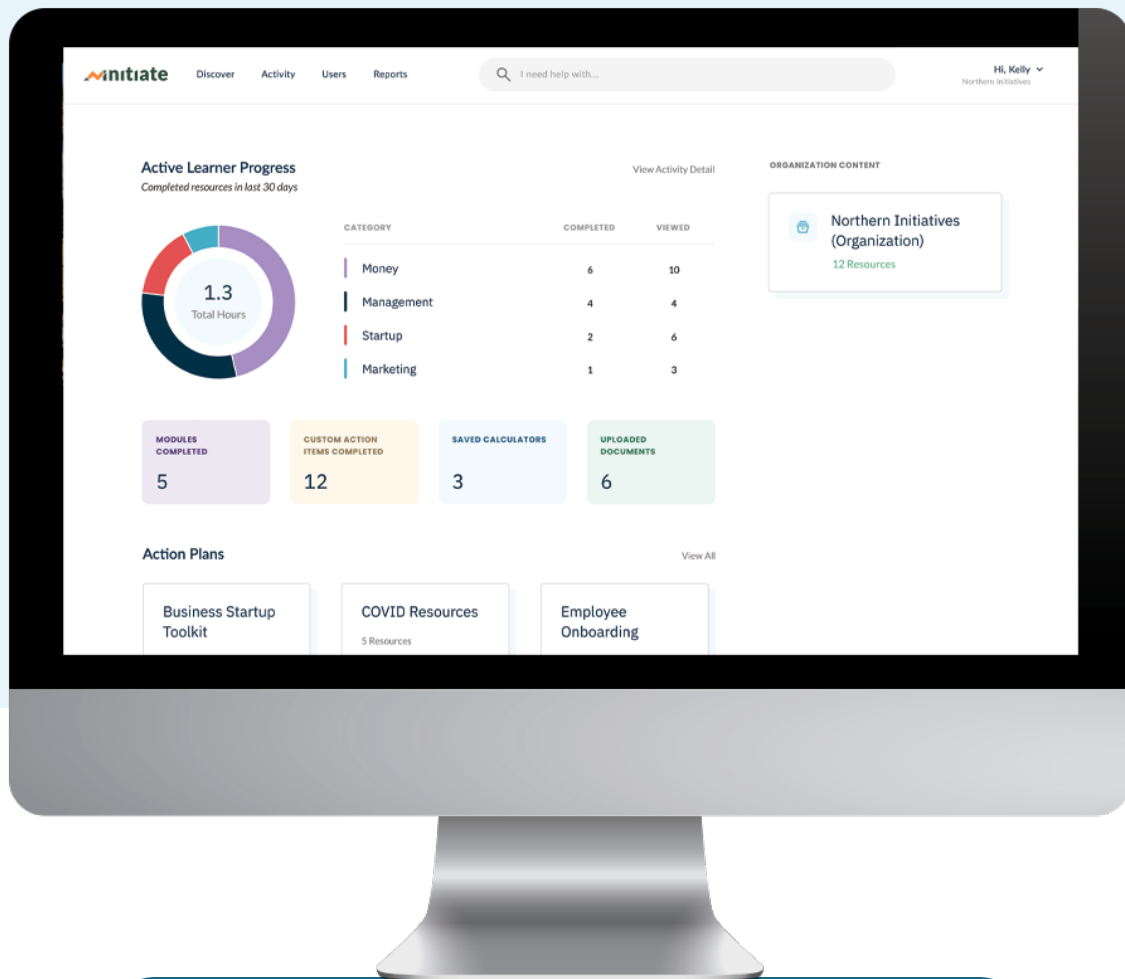 initiate
Discover Activity Users Reports
I need help with...
Hi, Kelly
Northern Initiatives
Active Learner Progress
Completed resources in last 30 days
View Activity Detail
1.3
Total Hours
CATEGORY COMPLETED VIEWED
Money 6 10
Management 4 4
Startup 2 6
Marketing 1 3
MODULES
COMPLETED
5
CUSTOM ACTION
ITEMS COMPLETED
12
SAVED CALCULATORS
3
UPLOADED
DOCUMENTS
6
Action Plans
View All
Business Startup
Toolkit
COVID Resources
5 Resources
Employee
Onboarding
ORGANIZATION CONTENT
Northern Initiatives
(Organization)
12 Resources